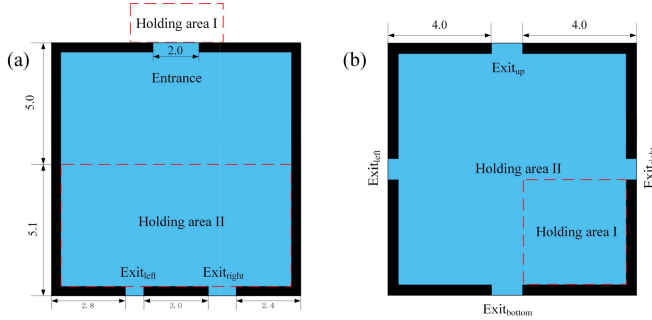 Holding area I
(a)
2.0
Entrance
5.0
5.1
Holding area II
Exitleft
Exitright
2.8
3.0
2.4
(b)
4.0
4.0
Exitup
Exitleft
Holding area II
Exitright
Holding area I
Exitbottom